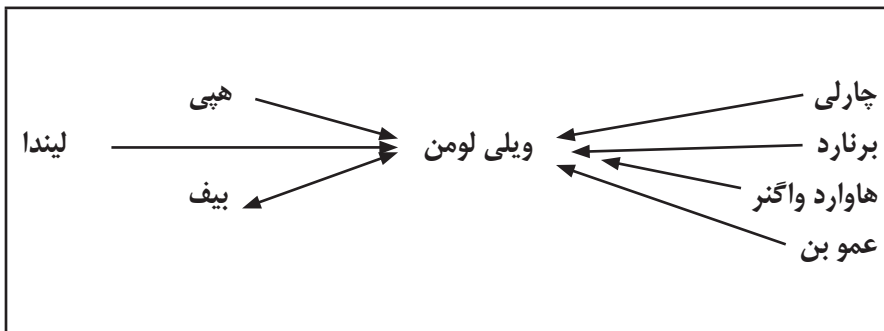 چارلی
هپی
برنارد
ویلی لومن
لیندا
هاوارد واگنر
بیف
عمو بن